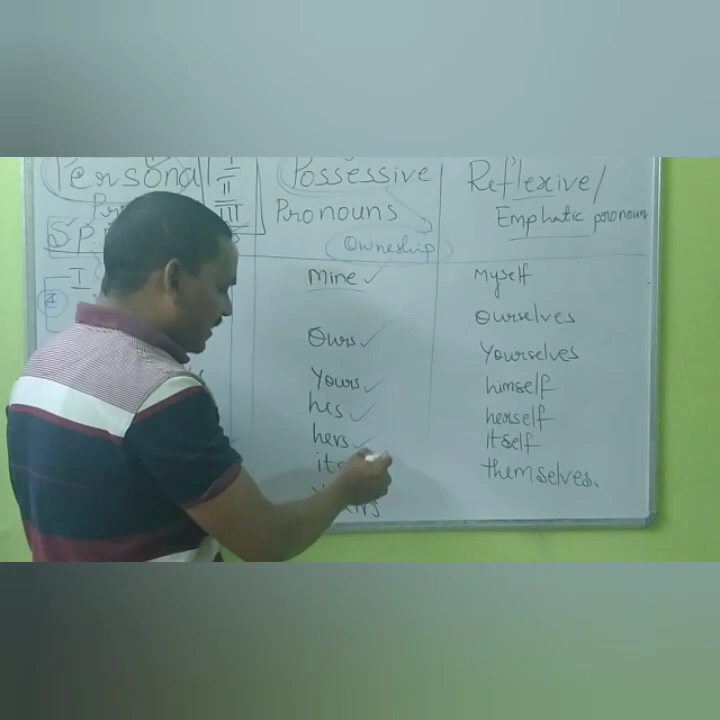 Personal I II III
Possessive
Pronouns
Ownership
Reflexive/
Emphatic poronoun
S P
I
Mine ✓
Ours ✓
Yours ✓
his ✓
hers ✓
Myself
Ourselves
Yourselves
himself
herself
itself
themselves.